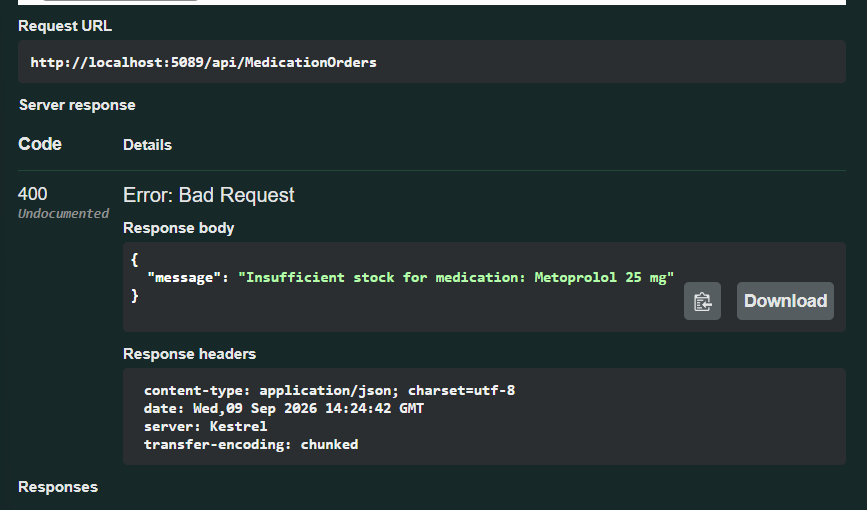 Request URL
http://localhost:5089/api/MedicationOrders
Server response
Code Details
400 Error: Bad Request
Undocumented
Response body
{
"message": "Insufficient stock for medication: Metoprolol 25 mg"
}
Download
Response headers
content-type: application/json; charset=utf-8
date: Wed,09 Sep 2026 14:24:42 GMT
server: Kestrel
transfer-encoding: chunked
Responses